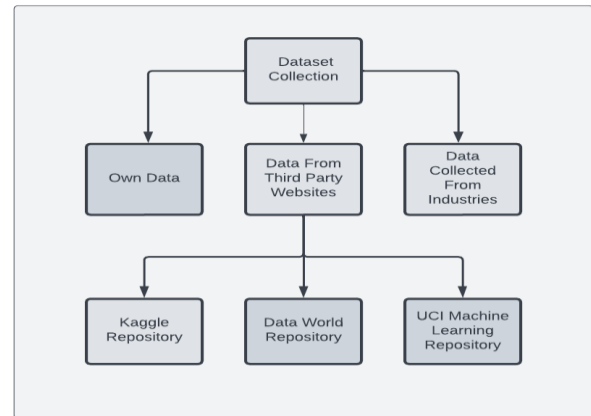 Dataset
Collection
Own Data
Data From
Third Party
Websites
Data
Collected
From
Industries
Kaggle
Repository
Data World
Repository
UCI Machine
Learning
Repository